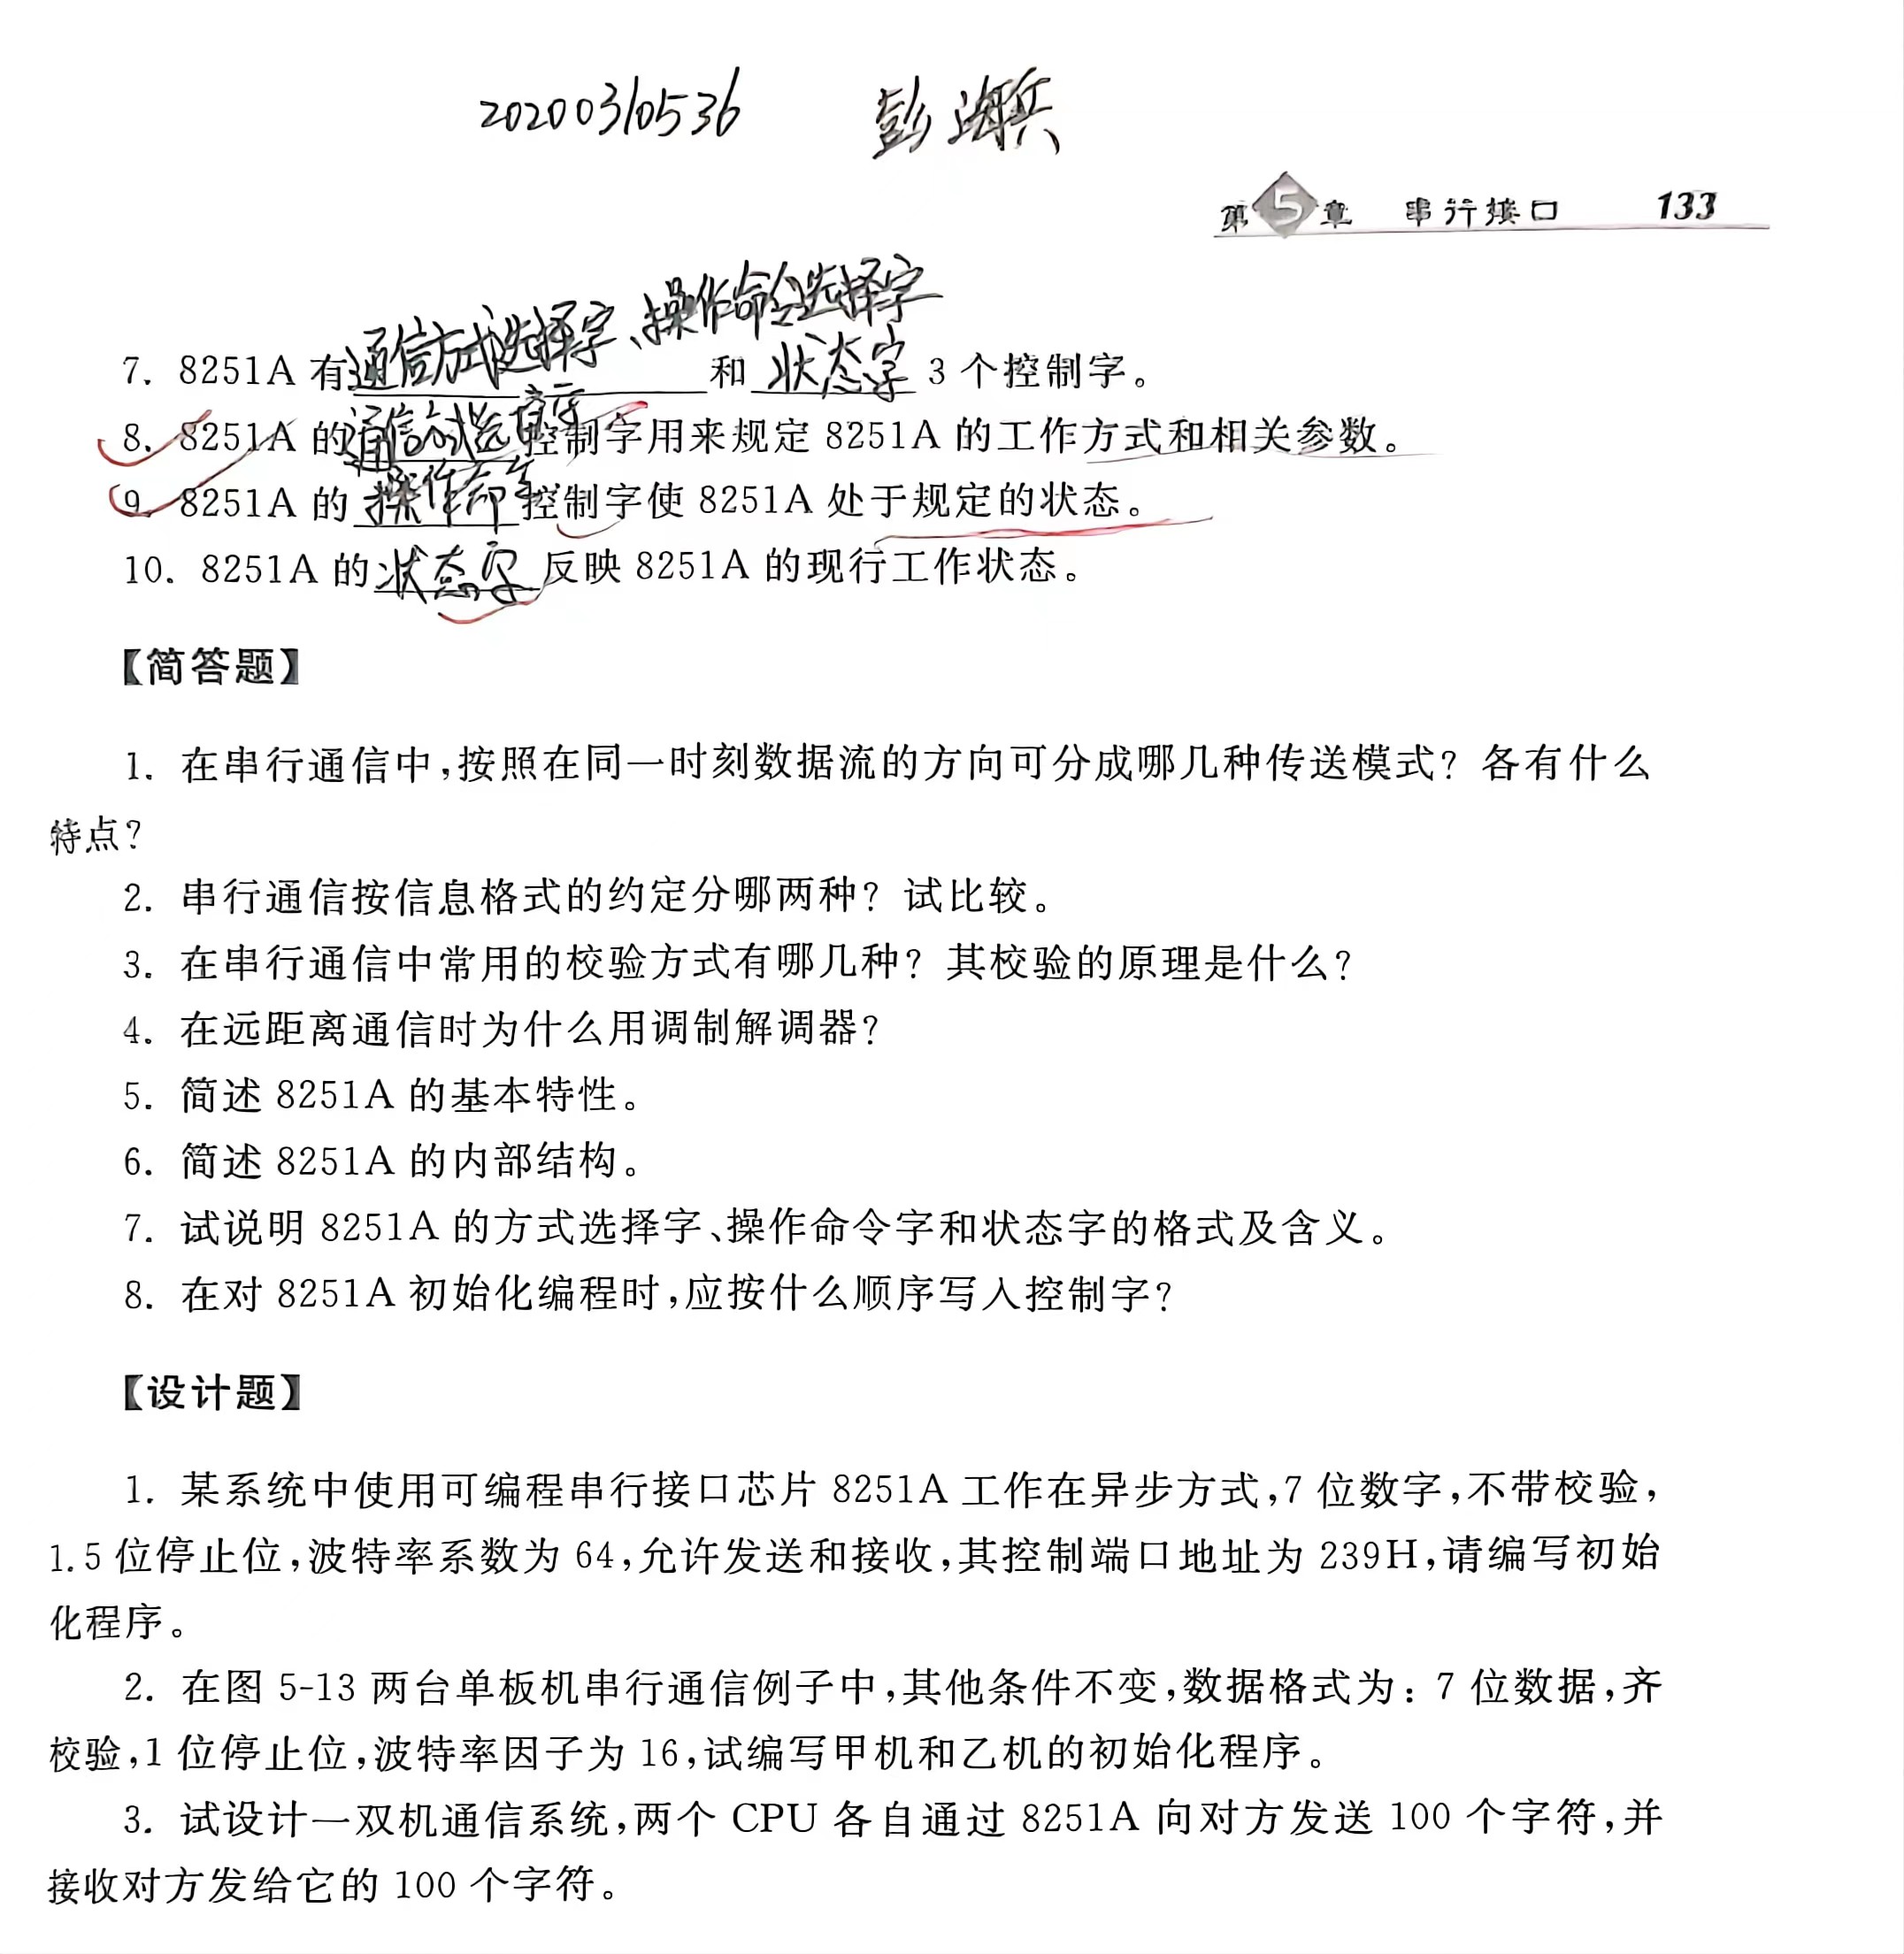 202003105 36 彭海兵
第5章 串行接口 133
通信方式选择字、操作命令选择字
7. 8251A 有 和 状态字 3 个控制字。
8. 8251A 的通信方式选择字控制字用来规定 8251A 的工作方式和相关参数。
9. 8251A 的操作命令控制字使 8251A 处于规定的状态。
10. 8251A 的状态字反映 8251A 的现行工作状态。
【简答题】
1. 在串行通信中,按照在同一时刻数据流的方向可分成哪几种传送模式? 各有什么
特点?
2. 串行通信按信息格式的约定分哪两种? 试比较。
3. 在串行通信中常用的校验方式有哪几种? 其校验的原理是什么?
4. 在远距离通信时为什么用调制解调器?
5. 简述 8251A 的基本特性。
6. 简述 8251A 的内部结构。
7. 试说明 8251A 的方式选择字、操作命令字和状态字的格式及含义。
8. 在对 8251A 初始化编程时,应按什么顺序写入控制字?
【设计题】
1. 某系统中使用可编程串行接口芯片 8251A 工作在异步方式,7 位数字,不带校验,
1.5 位停止位,波特率系数为 64,允许发送和接收,其控制端口地址为 239H,请编写初始
化程序。
2. 在图 5-13 两台单板机串行通信例子中,其他条件不变,数据格式为: 7 位数据,齐
校验,1 位停止位,波特率因子为 16,试编写甲机和乙机的初始化程序。
3. 试设计一双机通信系统,两个 CPU 各自通过 8251A 向对方发送 100 个字符,并
接收对方发给它的 100 个字符。